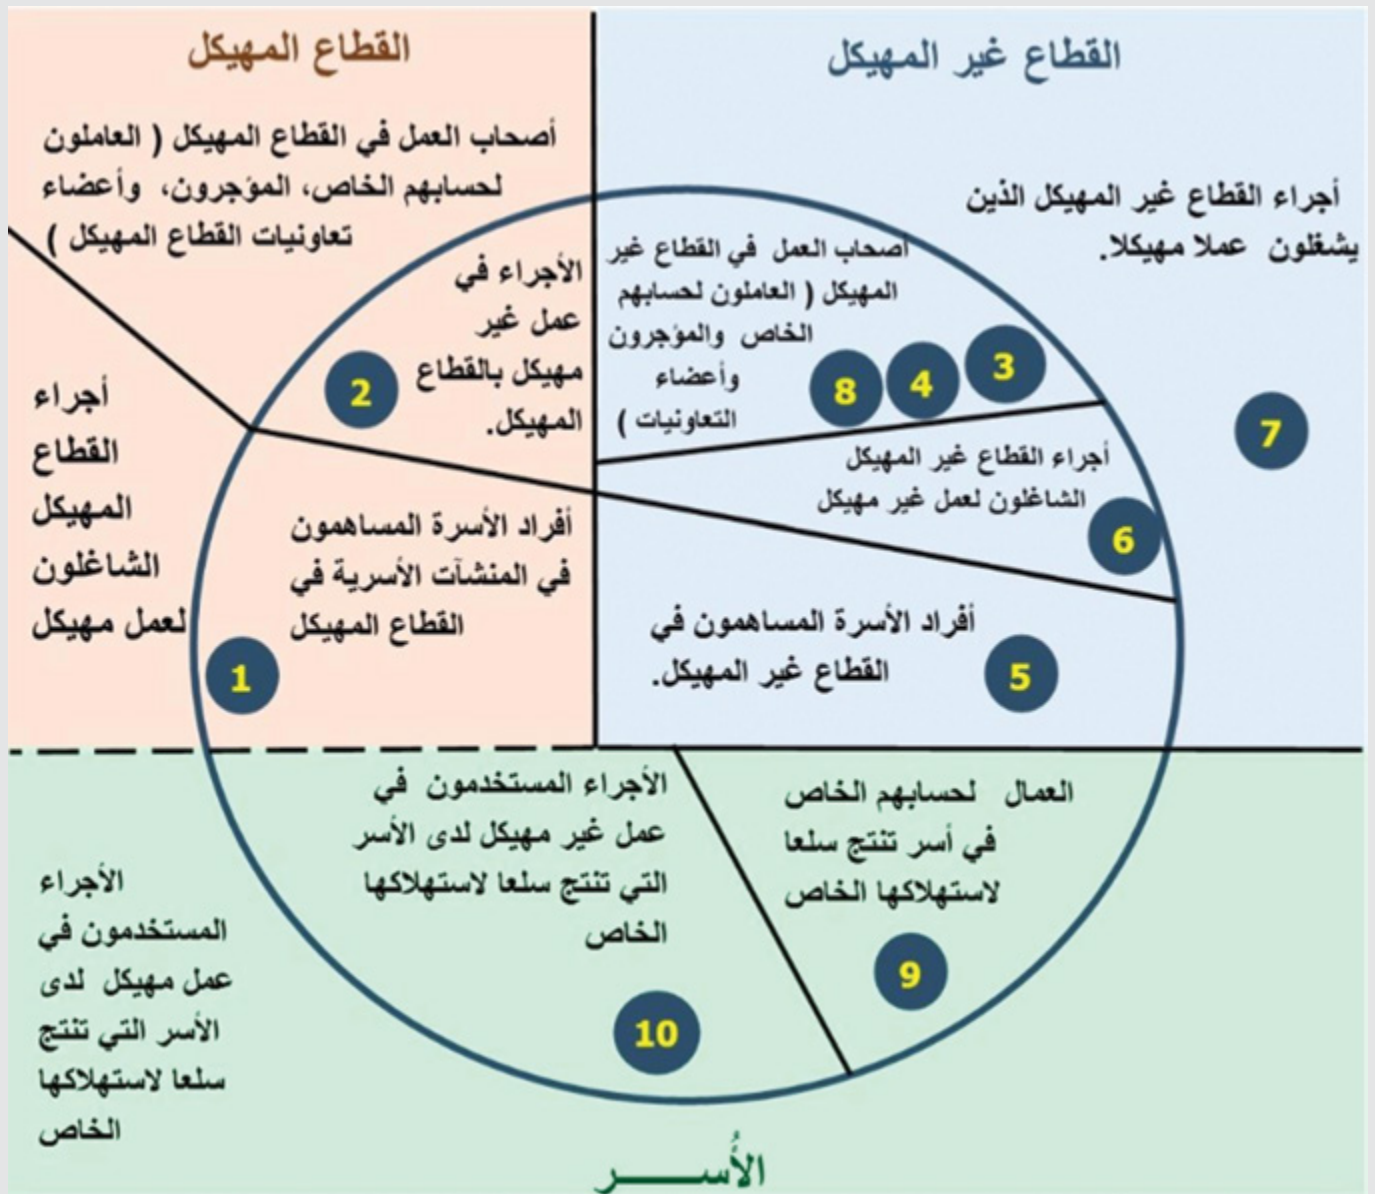 القطاع غير المهيكل
القطاع المهيكل
أجراء القطاع غير المهيكل الذين
يشغلون عملا مهيكلا.
7
أصحاب العمل في القطاع غير
المهيكل ( العاملون لحسابهم
الخاص والمؤجرون
وأعضاء
التعاونيات )
8
4
3
أجراء القطاع غير المهيكل
الشاغلون لعمل غير مهيكل
6
أفراد الأسرة المساهمون في
القطاع غير المهيكل.
5
أصحاب العمل في القطاع المهيكل ( العاملون
لحسابهم الخاص، المؤجرون، وأعضاء
تعاونيات القطاع المهيكل )
الأجراء في
عمل غير
مهيكل بالقطاع
المهيكل.
2
أفراد الأسرة المساهمون
في المنشآت الأسرية في
القطاع المهيكل
1
أجراء
القطاع
المهيكل
الشاغلون
لعمل مهيكل
العمال لحسابهم الخاص
في أسر تنتج سلعا
لاستهلاكها الخاص
9
الأجراء المستخدمون في
عمل غير مهيكل لدى الأسر
التي تنتج سلعا لاستهلاكها
الخاص
10
الأجراء
المستخدمون في
عمل مهيكل لدى
الأسر التي تنتج
سلعا لاستهلاكها
الخاص
الأُســـــر